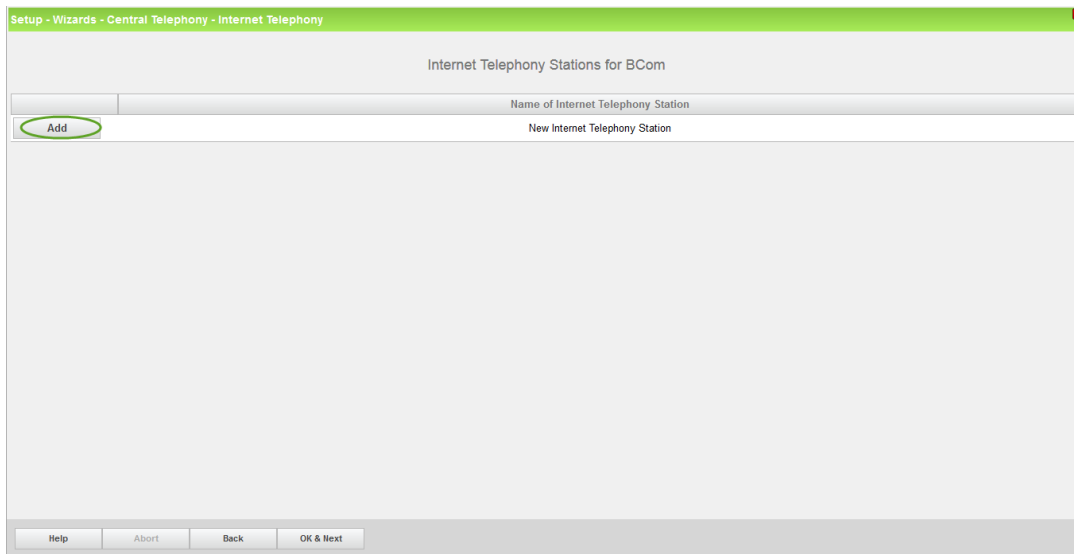 Setup - Wizards - Central Telephony - Internet Telephony
Internet Telephony Stations for BCom
Name of Internet Telephony Station
Add New Internet Telephony Station
Help Abort Back OK & Next